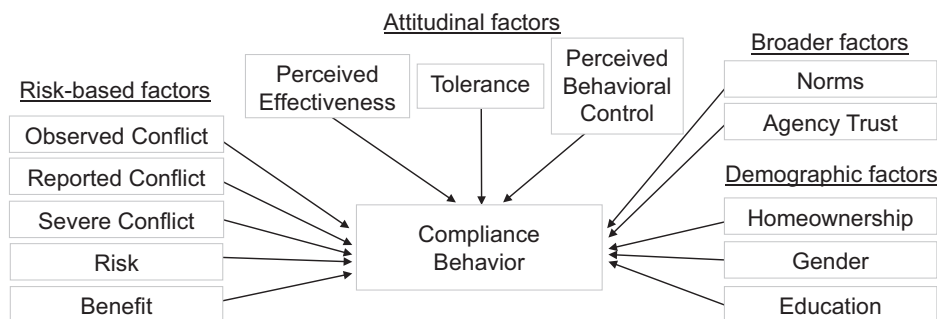 Attitudinal factors
Perceived
Effectiveness
Tolerance
Perceived
Behavioral
Control
Risk-based factors
Observed Conflict
Reported Conflict
Severe Conflict
Risk
Benefit
Compliance
Behavior
Broader factors
Norms
Agency Trust
Demographic factors
Homeownership
Gender
Education